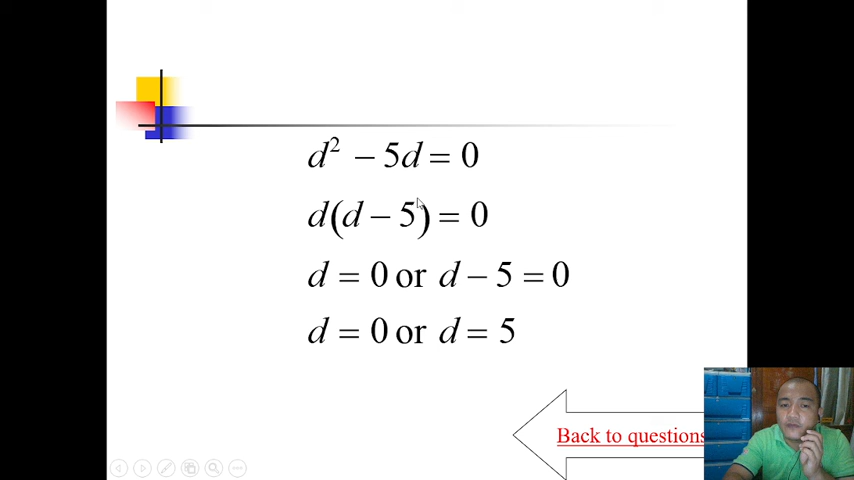 d² − 5d = 0
d(d − 5) = 0
d = 0 or d − 5 = 0
d = 0 or d = 5
Back to questions